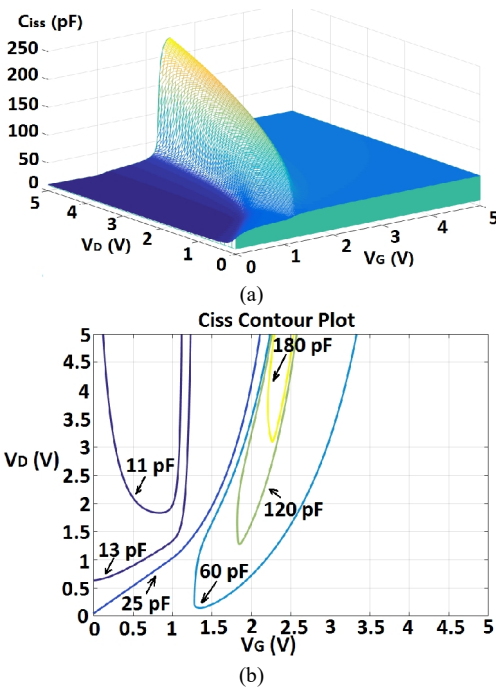 Ciss (pF)
250
200
150
100
50
0
5
4
3
2
1
0
VD (V)
0
1
2
3
4
5
VG (V)
(a)
Ciss Contour Plot
5
4.5
4
3.5
3
2.5
2
1.5
1
0.5
0
VD (V)
180 pF
11 pF
120 pF
13 pF
60 pF
25 pF
0 0.5 1 1.5 2 2.5 3 3.5 4 4.5 5
VG (V)
(b)